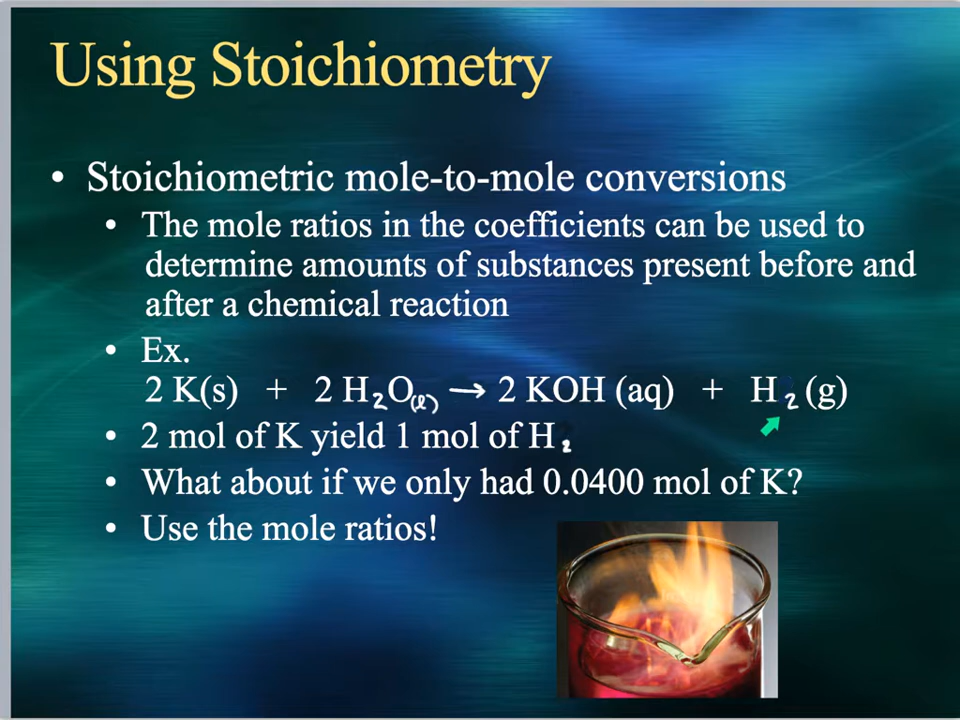 Using Stoichiometry
• Stoichiometric mole-to-mole conversions
• The mole ratios in the coefficients can be used to
determine amounts of substances present before and
after a chemical reaction
• Ex.
2 K(s) + 2 H₂O(l) → 2 KOH (aq) + H₂ (g)
• 2 mol of K yield 1 mol of H₂
• What about if we only had 0.0400 mol of K?
• Use the mole ratios!